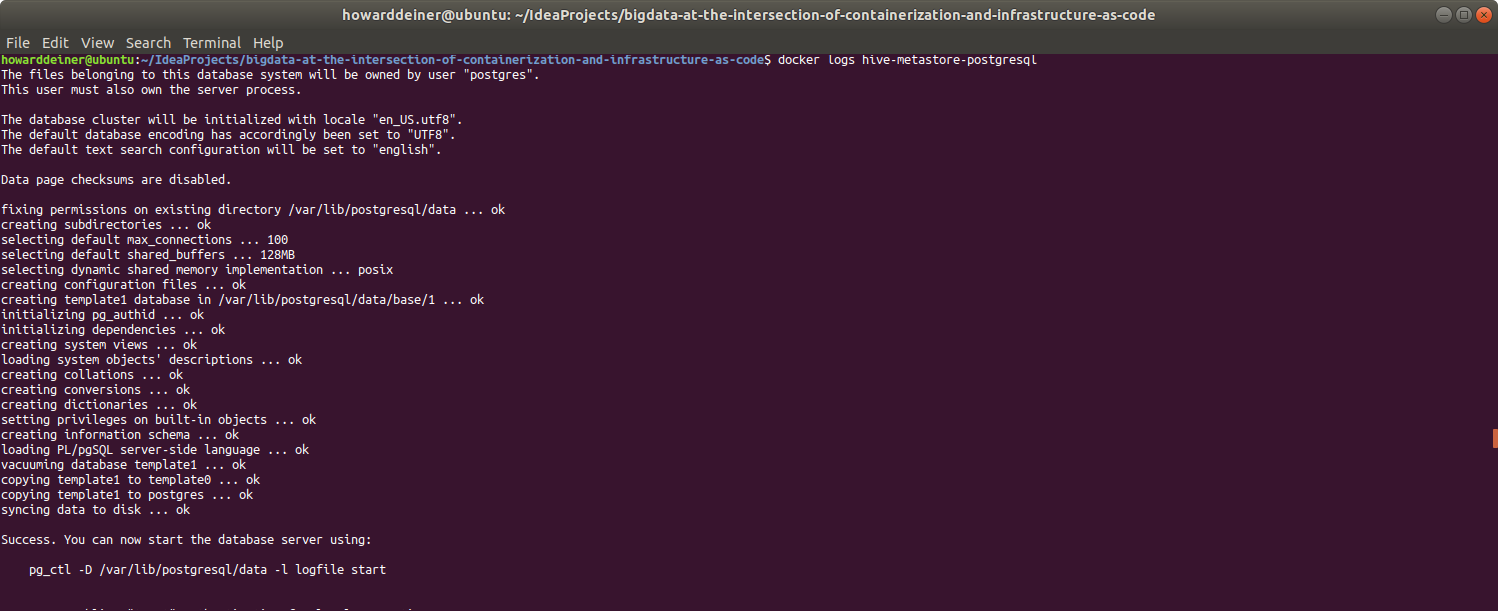 howarddeiner@ubuntu: ~/IdeaProjects/bigdata-at-the-intersection-of-containerization-and-infrastructure-as-code
File Edit View Search Terminal Help
howarddeiner@ubuntu:~/IdeaProjects/bigdata-at-the-intersection-of-containerization-and-infrastructure-as-code$ docker logs hive-metastore-postgresql
The files belonging to this database system will be owned by user "postgres".
This user must also own the server process.

The database cluster will be initialized with locale "en_US.utf8".
The default database encoding has accordingly been set to "UTF8".
The default text search configuration will be set to "english".

Data page checksums are disabled.

fixing permissions on existing directory /var/lib/postgresql/data ... ok
creating subdirectories ... ok
selecting default max_connections ... 100
selecting default shared_buffers ... 128MB
selecting dynamic shared memory implementation ... posix
creating configuration files ... ok
creating template1 database in /var/lib/postgresql/data/base/1 ... ok
initializing pg_authid ... ok
initializing dependencies ... ok
creating system views ... ok
loading system objects' descriptions ... ok
creating collations ... ok
creating conversions ... ok
creating dictionaries ... ok
setting privileges on built-in objects ... ok
creating information schema ... ok
loading PL/pgSQL server-side language ... ok
vacuuming database template1 ... ok
copying template1 to template0 ... ok
copying template1 to postgres ... ok
syncing data to disk ... ok

Success. You can now start the database server using:

    pg_ctl -D /var/lib/postgresql/data -l logfile start